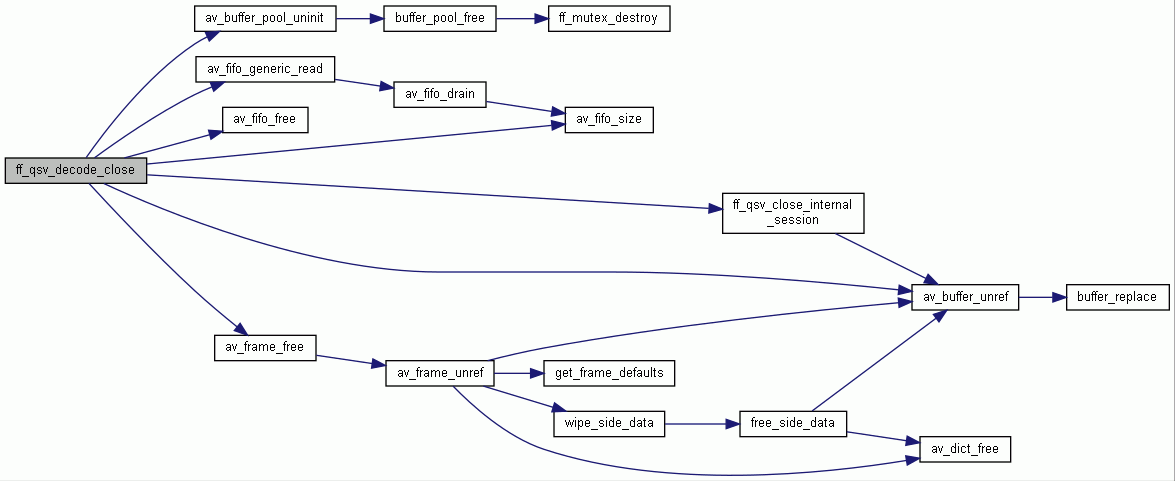 av_buffer_pool_uninit
buffer_pool_free
ff_mutex_destroy
av_fifo_generic_read
av_fifo_drain
av_fifo_free
av_fifo_size
ff_qsv_decode_close
ff_qsv_close_internal
_session
av_buffer_unref
buffer_replace
av_frame_free
av_frame_unref
get_frame_defaults
wipe_side_data
free_side_data
av_dict_free